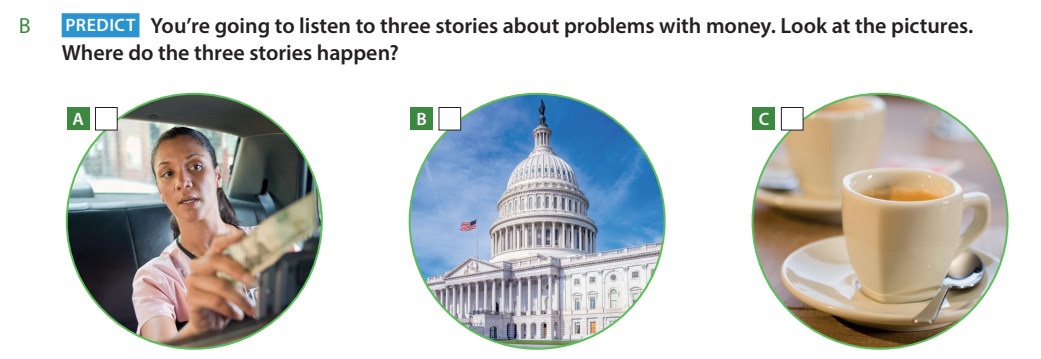 B PREDICT You're going to listen to three stories about problems with money. Look at the pictures.
Where do the three stories happen?
A
B
C